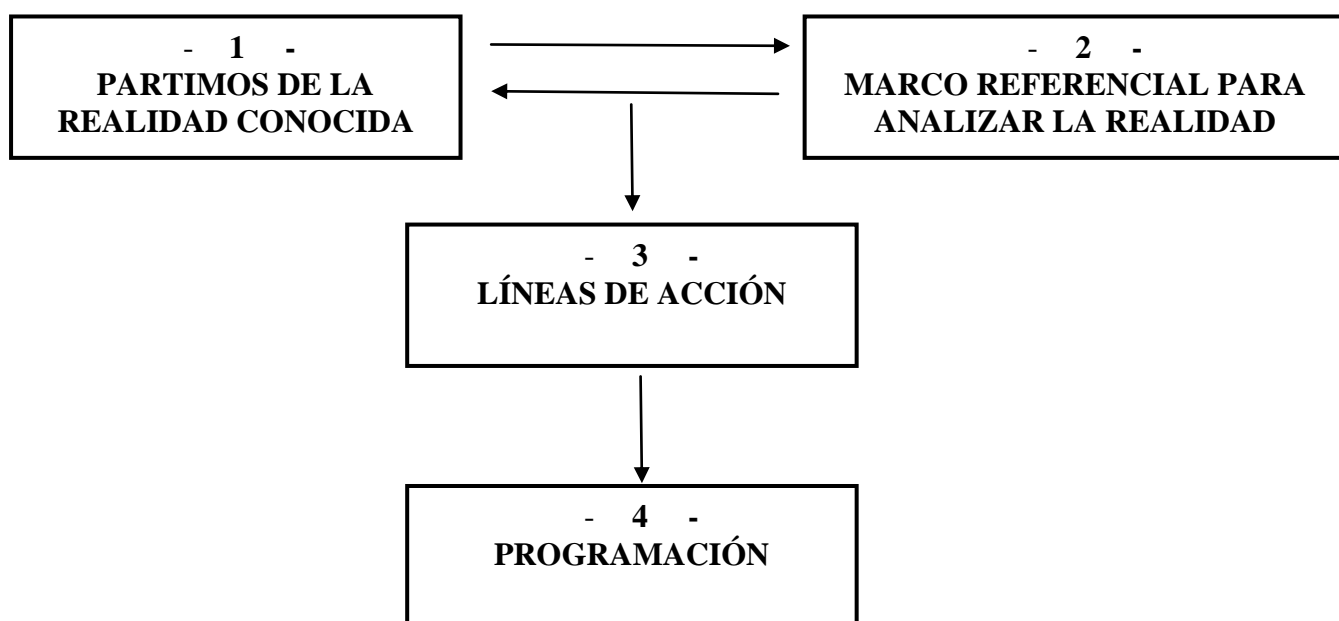 - 1 -
PARTIMOS DE LA
REALIDAD CONOCIDA
- 2 -
MARCO REFERENCIAL PARA
ANALIZAR LA REALIDAD
- 3 -
LÍNEAS DE ACCIÓN
- 4 -
PROGRAMACIÓN